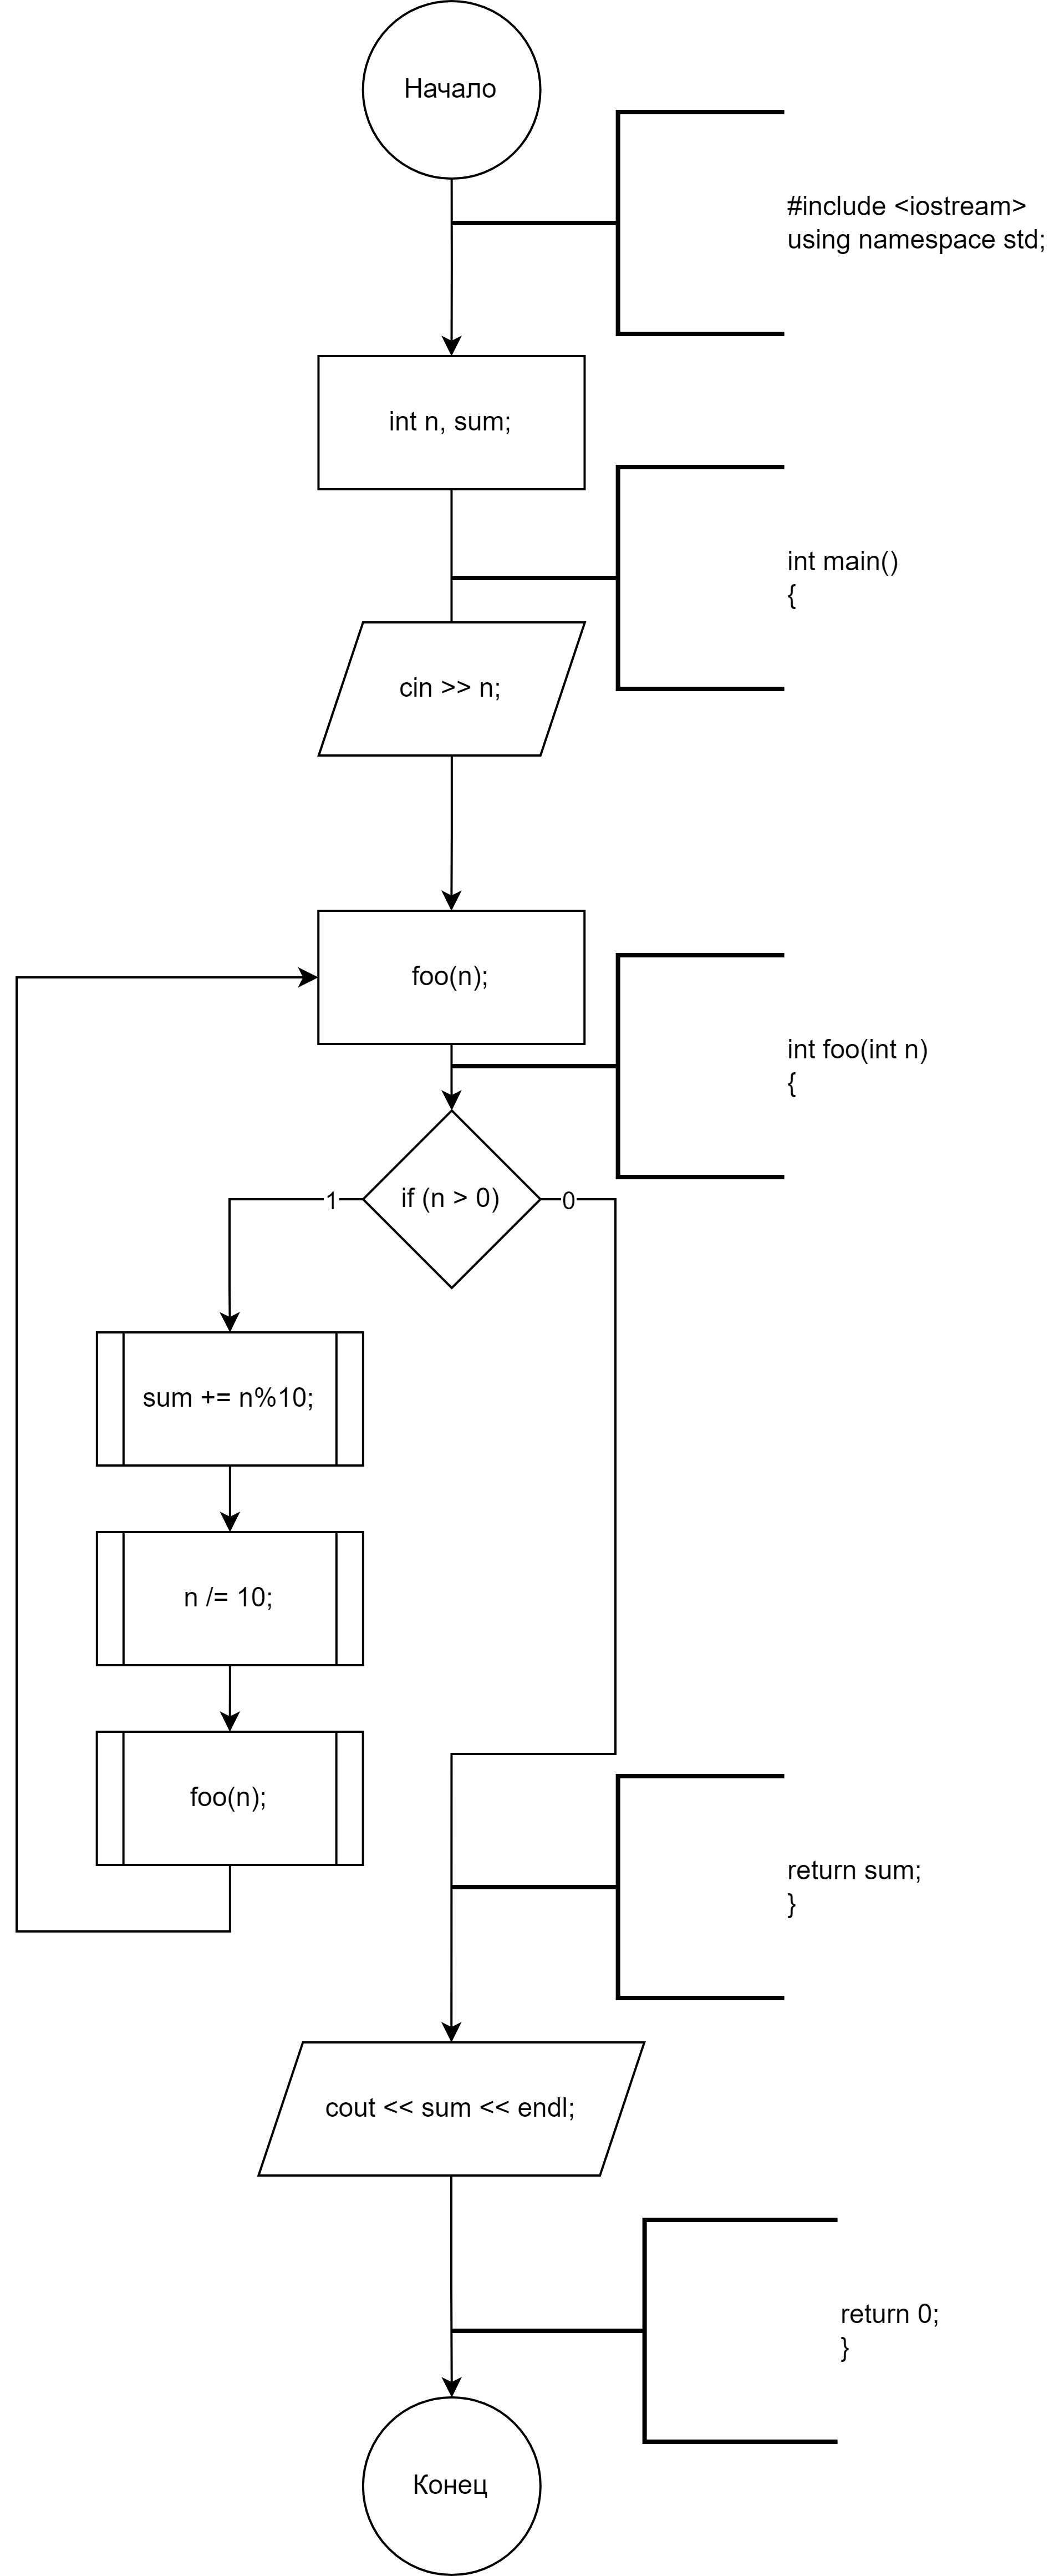 Начало
#include <iostream>
using namespace std;
int n, sum;
int main()
{
cin >> n;
foo(n);
int foo(int n)
{
if (n > 0)
1
0
sum += n%10;
n /= 10;
foo(n);
return sum;
}
cout << sum << endl;
return 0;
}
Конец